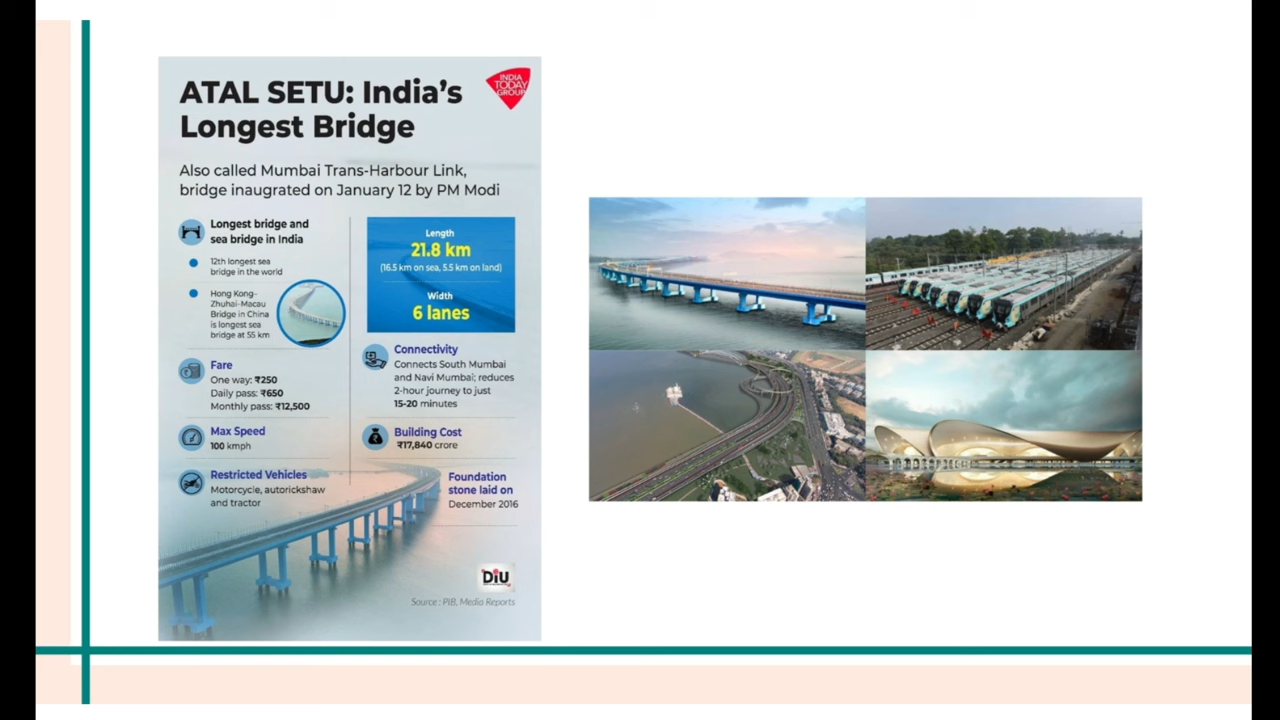 ATAL SETU: India's
Longest Bridge
INDIA
TODAY
GROUP
Also called Mumbai Trans-Harbour Link,
bridge inaugrated on January 12 by PM Modi
Longest bridge and
sea bridge in India
12th longest sea
bridge in the world
Hong Kong-
Zhuhai-Macau
Bridge in China
is longest sea
bridge at 55 km
Fare
One way: ₹250
Daily pass: ₹650
Monthly pass: ₹12,500
Max Speed
100 kmph
Restricted Vehicles
Motorcycle, autorickshaw
and tractor
Length
21.8 km
(16.5 km on sea, 5.5 km on land)
Width
6 lanes
Connectivity
Connects South Mumbai
and Navi Mumbai; reduces
2-hour journey to just
15-20 minutes
Building Cost
₹17,840 crore
Foundation
stone laid on
December 2016
DIU
Source: PIB, Media Reports